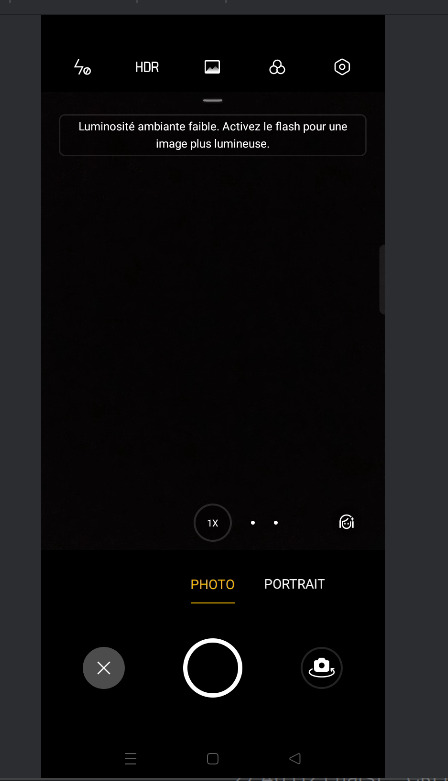 HDR
Luminosité ambiante faible. Activez le flash pour une
image plus lumineuse.
1X
PHOTO PORTRAIT